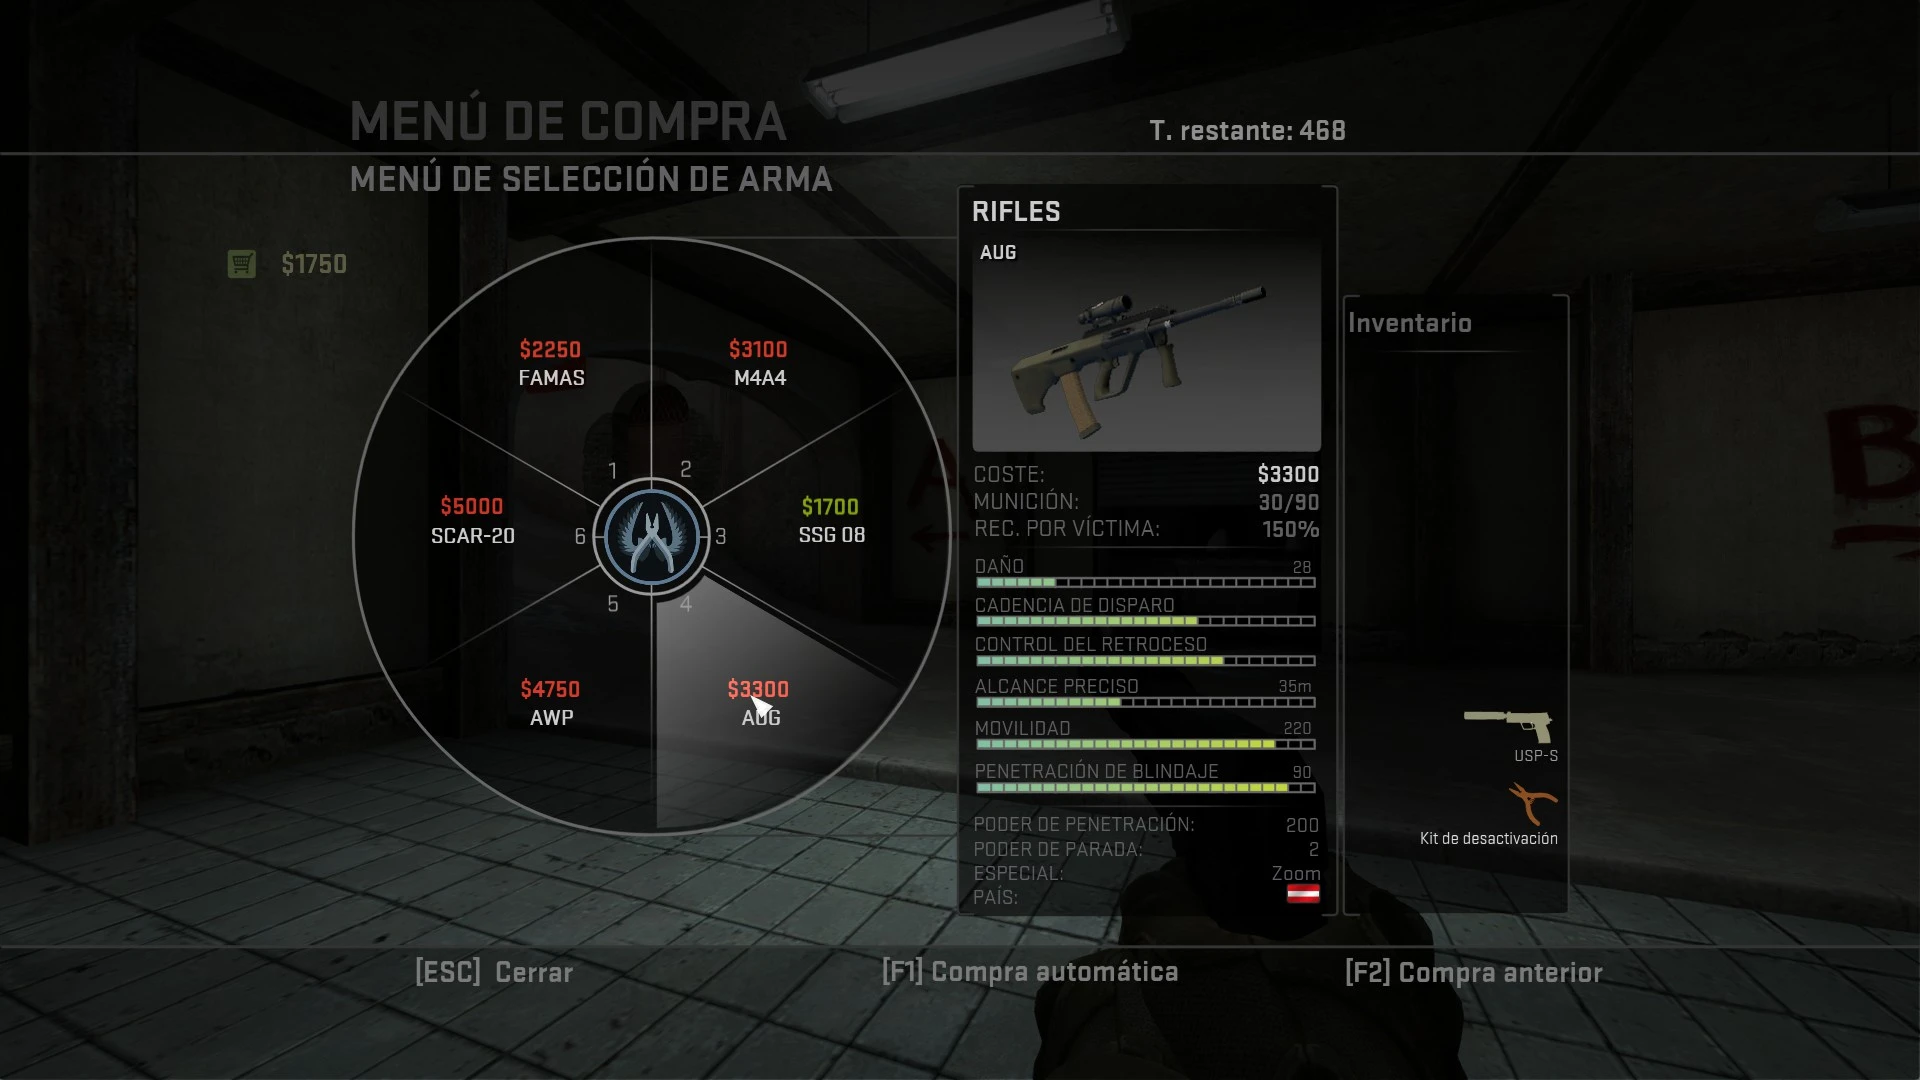 MENÚ DE COMPRA
T. restante: 468
MENÚ DE SELECCIÓN DE ARMA
$1750
$2250
FAMAS
$3100
M4A4
1
2
$5000
SCAR-20
6
3
$1700
SSG 08
5
4
$4750
AWP
$3300
AUG
RIFLES
AUG
COSTE: $3300
MUNICIÓN: 30/90
REC. POR VÍCTIMA: 150%
DAÑO 28
CADENCIA DE DISPARO
CONTROL DEL RETROCESO
ALCANCE PRECISO 35m
MOVILIDAD 220
PENETRACIÓN DE BLINDAJE 90
PODER DE PENETRACIÓN: 200
PODER DE PARADA: 2
ESPECIAL: Zoom
PAÍS:
Inventario
USP-S
Kit de desactivación
A
B
[ESC] Cerrar
[F1] Compra automática
[F2] Compra anterior